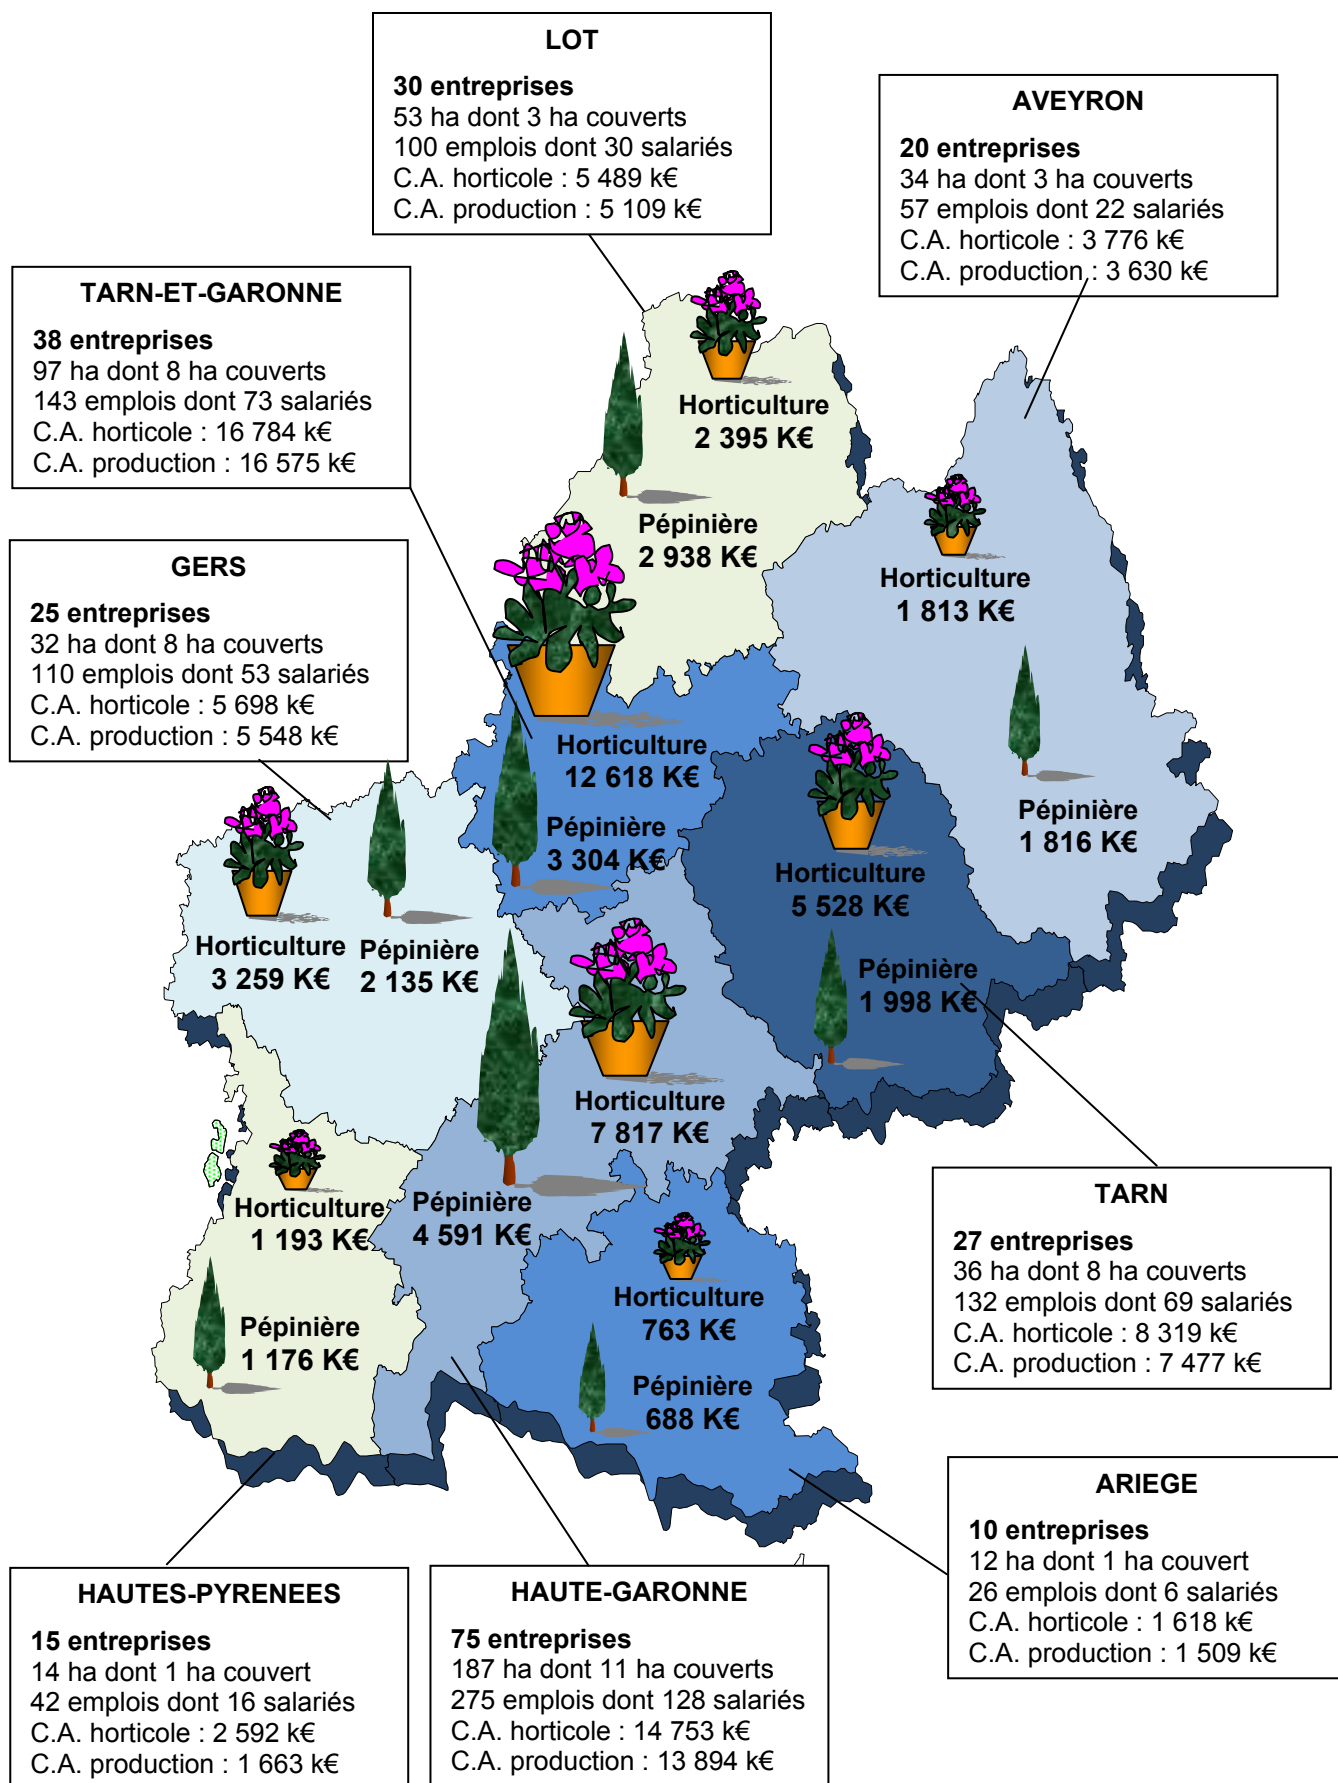 LOT
30 entreprises
53 ha dont 3 ha couverts
100 emplois dont 30 salariés
C.A. horticole : 5 489 k€
C.A. production : 5 109 k€
AVEYRON
20 entreprises
34 ha dont 3 ha couverts
57 emplois dont 22 salariés
C.A. horticole : 3 776 k€
C.A. production : 3 630 k€
TARN-ET-GARONNE
38 entreprises
97 ha dont 8 ha couverts
143 emplois dont 73 salariés
C.A. horticole : 16 784 k€
C.A. production : 16 575 k€
GERS
25 entreprises
32 ha dont 8 ha couverts
110 emplois dont 53 salariés
C.A. horticole : 5 698 k€
C.A. production : 5 548 k€
Horticulture
2 395 K€
Pépinière
2 938 K€
Horticulture
1 813 K€
Pépinière
1 816 K€
Horticulture
12 618 K€
Pépinière
3 304 K€
Horticulture
5 528 K€
Pépinière
1 998 K€
Horticulture
3 259 K€
Pépinière
2 135 K€
Horticulture
7 817 K€
Pépinière
4 591 K€
Horticulture
1 193 K€
Pépinière
1 176 K€
Horticulture
763 K€
Pépinière
688 K€
TARN
27 entreprises
36 ha dont 8 ha couverts
132 emplois dont 69 salariés
C.A. horticole : 8 319 k€
C.A. production : 7 477 k€
ARIEGE
10 entreprises
12 ha dont 1 ha couvert
26 emplois dont 6 salariés
C.A. horticole : 1 618 k€
C.A. production : 1 509 k€
HAUTES-PYRENEES
15 entreprises
14 ha dont 1 ha couvert
42 emplois dont 16 salariés
C.A. horticole : 2 592 k€
C.A. production : 1 663 k€
HAUTE-GARONNE
75 entreprises
187 ha dont 11 ha couverts
275 emplois dont 128 salariés
C.A. horticole : 14 753 k€
C.A. production : 13 894 k€